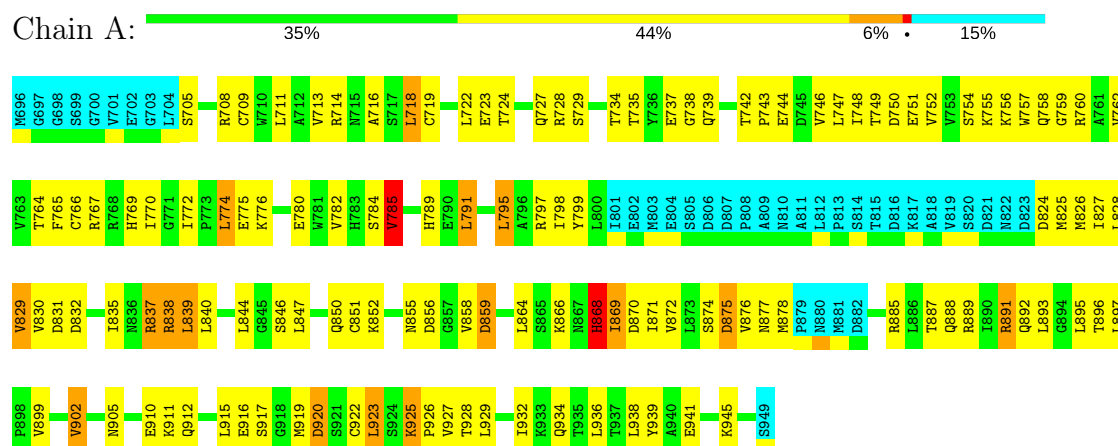 Chain A:
35% 44% 6% • 15%
M696 G697 G698 S699 G700 V701 E702 G703 L704 S705 R708 C709 W710 L711 A712 V713 R714 N715 A716 S717 L718 C719 L722 E723 T724 Q727 R728 S729 T734 T735 Y736 E737 G738 Q739 T742 P743 E744 D745 V746 L747 I748 T749 D750 E751 V752 V753 S754 K755 K756 W757 Q758 G759 R760 A761 V762
V763 T764 F765 C766 R767 R768 H769 I770 G771 I772 P773 L774 E775 K776 E780 W781 V782 H783 S784 V785 H789 E790 L791 L795 A796 R797 I798 Y799 L800 I801 E802 M803 E804 S805 D806 D807 P808 A809 N810 A811 L812 P813 S814 T815 D816 K817 A818 V819 S820 D821 N822 D823 D824 M825 M826 I827 L828
V829 V830 D831 D832 I835 N836 R837 R838 L839 L840 L844 G845 S846 L847 Q850 C851 K852 N855 D856 G857 V858 D859 L864 S865 K866 N867 H868 I869 D870 I871 V872 L873 S874 D875 V876 N877 M878 P879 N880 M881 D882 R885 L886 T887 Q888 R889 I890 R891 Q892 L893 G894 L895 T896 L897
P898 V899 V902 N905 E910 K911 Q912 L915 E916 S917 G918 M919 D920 S921 C922 L923 S924 K925 P926 V927 T928 L929 I932 K933 Q934 T935 L936 T937 L938 Y939 A940 E941 K945 S949